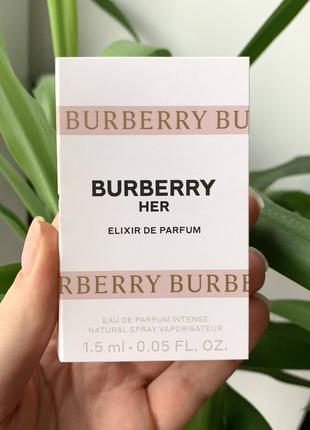 BURBERRY BU
BURBERRY
HER
ELIXIR DE PARFUM
RBERRY BURBE
EAU DE PARFUM INTENSE
NATURAL SPRAY VAPORISATEUR
1.5 ml · 0.05 FL. OZ.